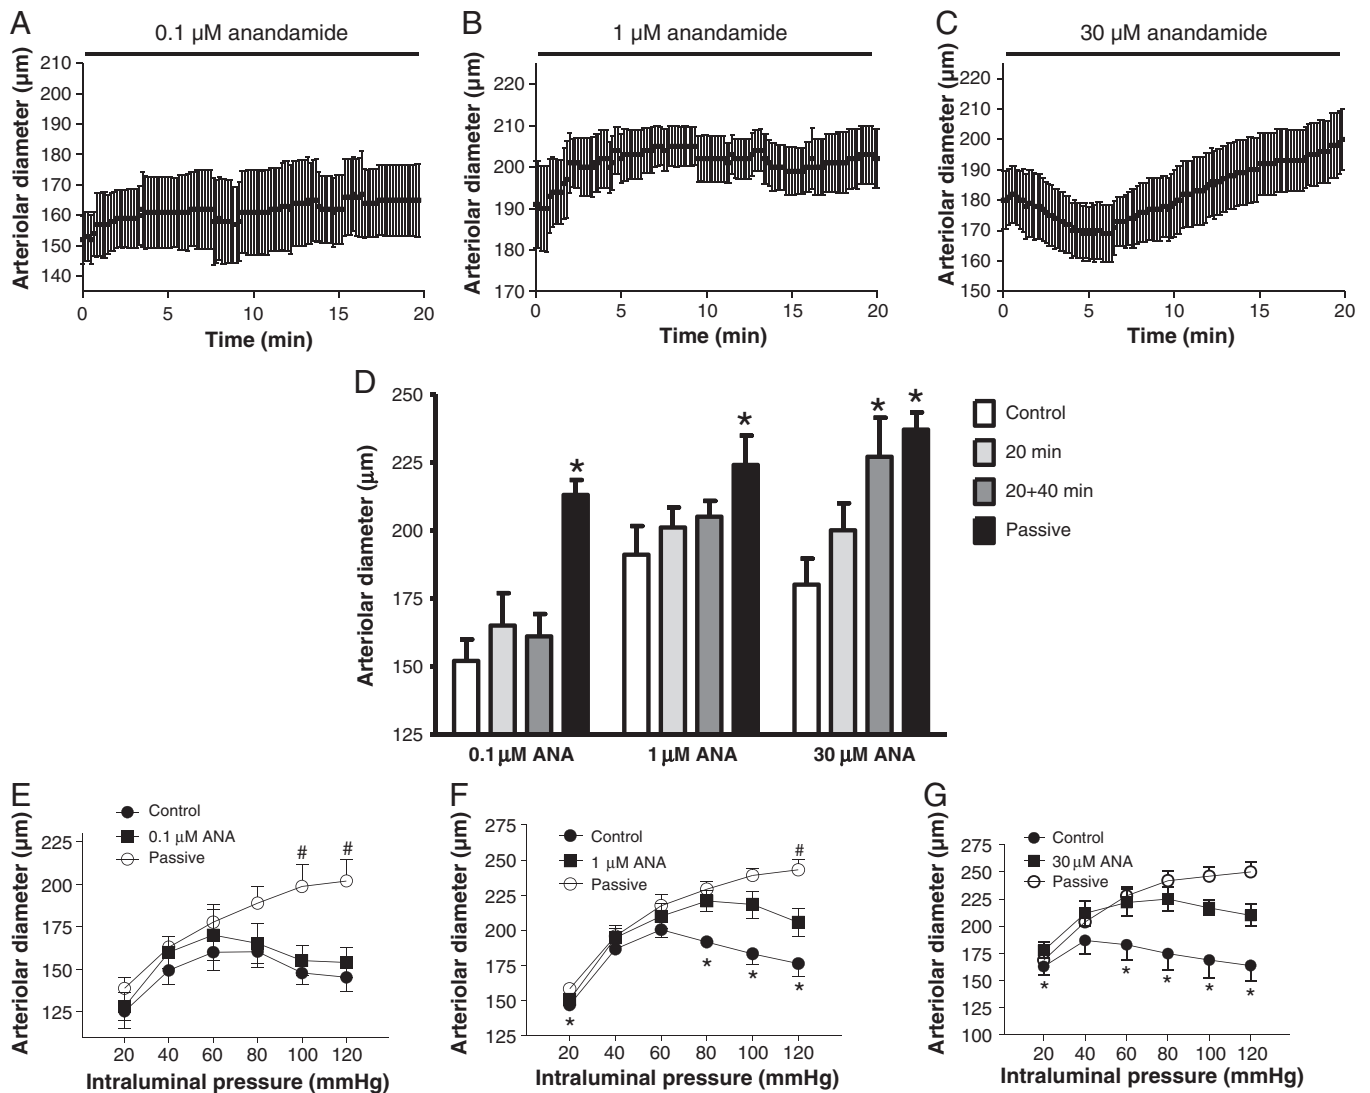 A
0.1 µM anandamide
Arteriolar diameter (µm)
210
200
190
180
170
160
150
140
0 5 10 15 20
Time (min)
B
1 µM anandamide
Arteriolar diameter (µm)
220
210
200
190
180
170
0 5 10 15 20
Time (min)
C
30 µM anandamide
Arteriolar diameter (µm)
220
210
200
190
180
170
160
150
0 5 10 15 20
Time (min)
D
Arteriolar diameter (µm)
250
225
200
175
150
125
* * * *
0.1 µM ANA 1 µM ANA 30 µM ANA
Control
20 min
20+40 min
Passive
E
Arteriolar diameter (µm)
Control
0.1 µM ANA
Passive
225
200
175
150
125
# #
20 40 60 80 100 120
Intraluminal pressure (mmHg)
F
Arteriolar diameter (µm)
Control
1 µM ANA
Passive
275
250
225
200
175
150
125
#
* * * *
20 40 60 80 100 120
Intraluminal pressure (mmHg)
G
Arteriolar diameter (µm)
Control
30 µM ANA
Passive
275
250
225
200
175
150
125
100
* * * * *
20 40 60 80 100 120
Intraluminal pressure (mmHg)